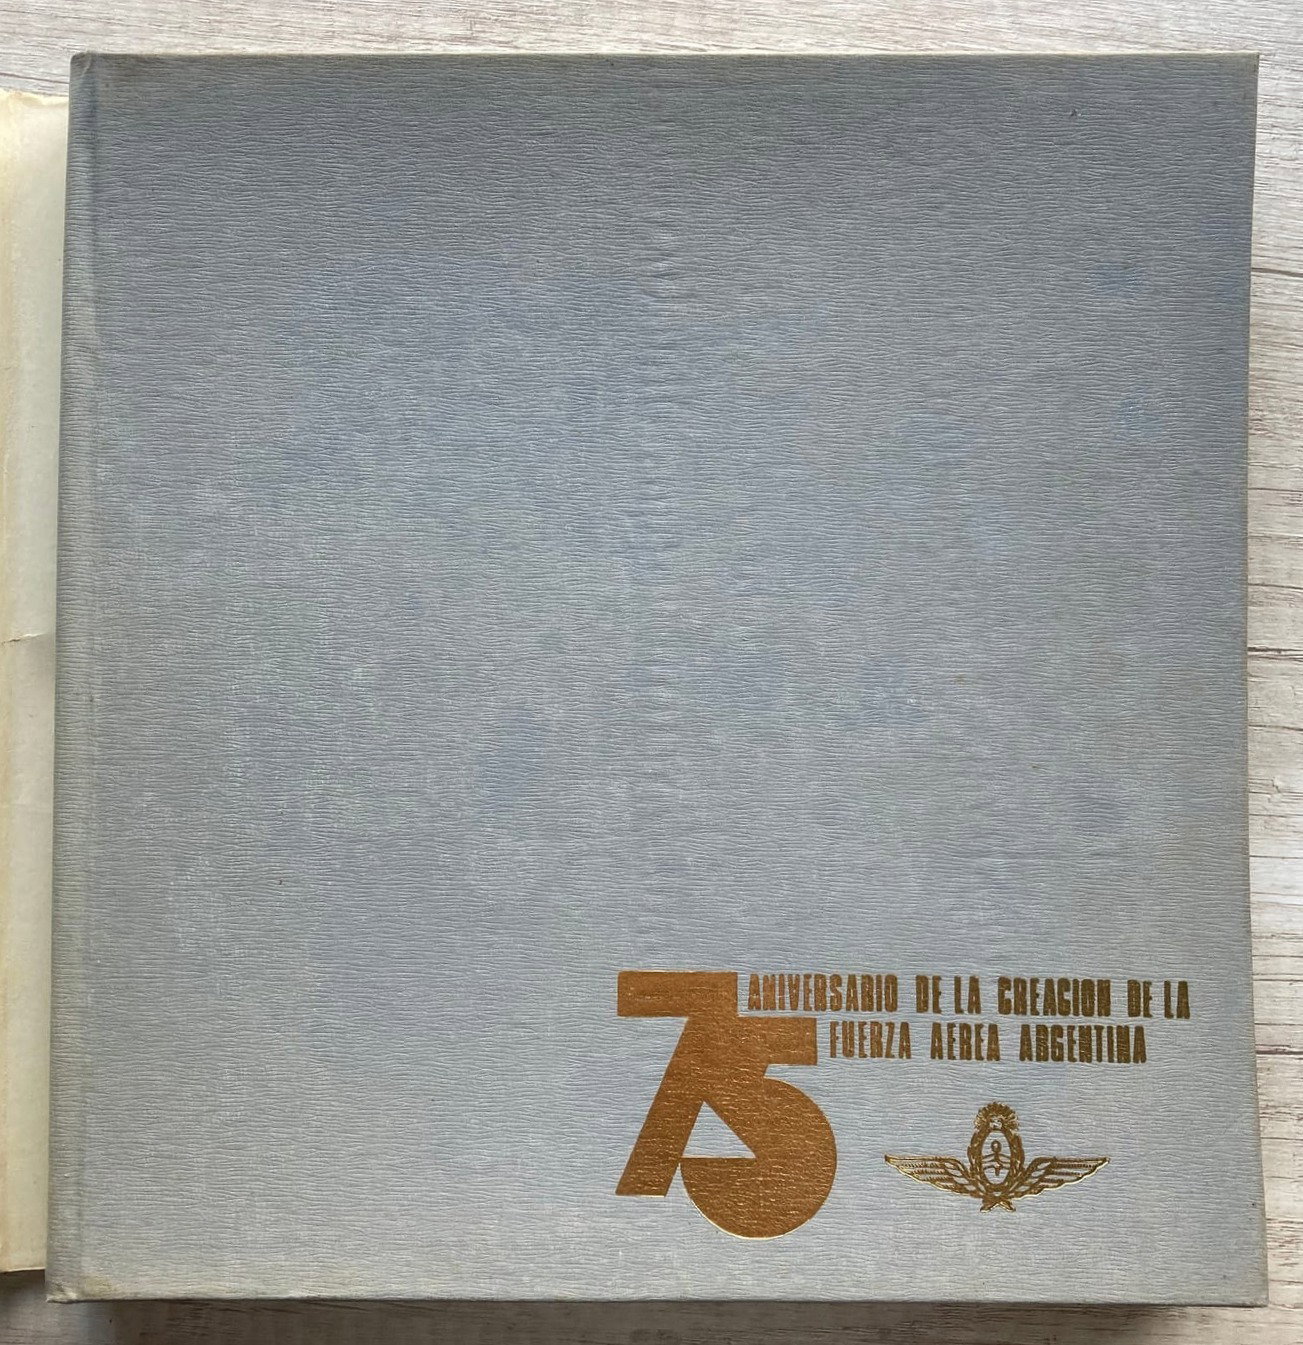 75 ANIVERSARIO DE LA CREACION DE LA
FUERZA AEREA ARGENTINA